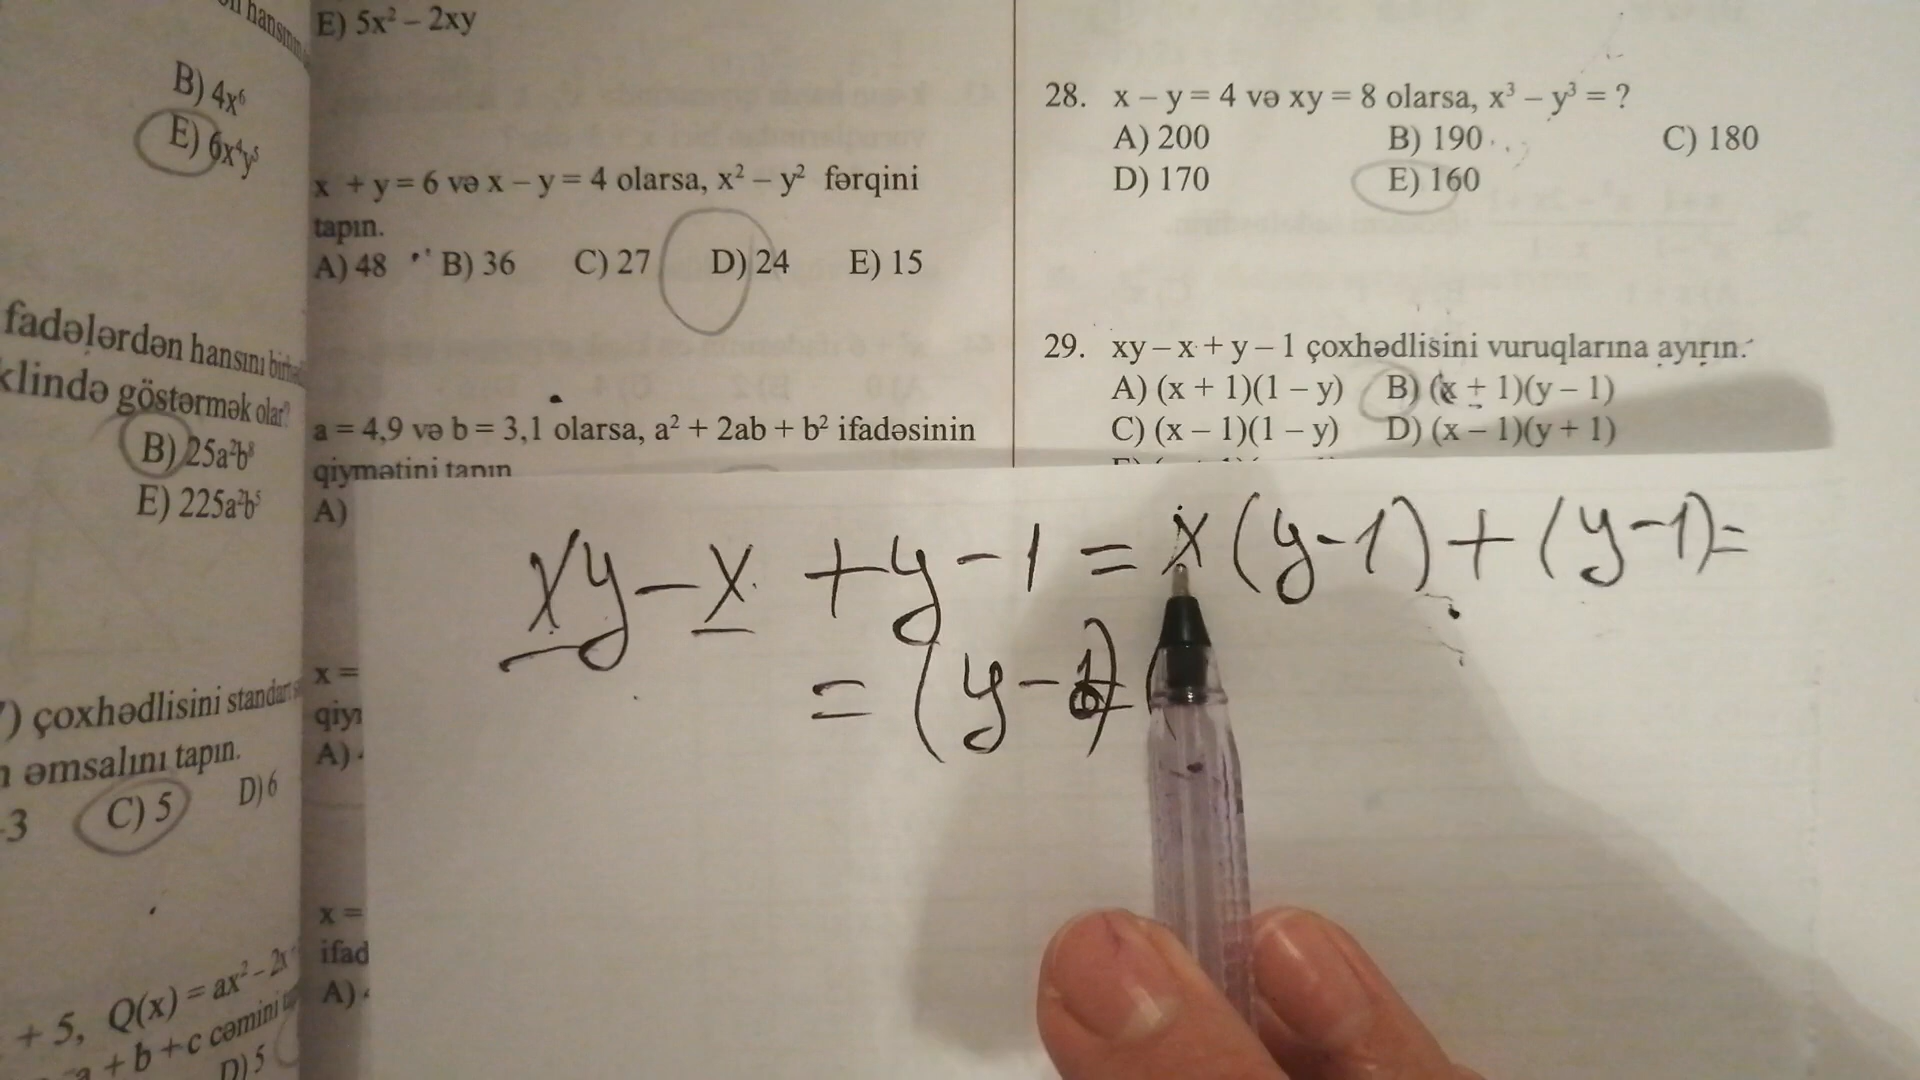 B) 4x⁶
E) 6x⁴y⁵
fadələrdən hansını
klində göstərmək olar?
B) 25a²b⁸
E) 225a²b⁵
) çoxhədlisini
əmsalını tapın.
-3 C) 5 D) 6
+ 5, Q(x) = ax² – 2x
a + b + c cəmini
D) 5
E) 5x² – 2xy
x + y = 6 və x – y = 4 olarsa, x² – y² fərqini
tapın.
A) 48 B) 36 C) 27 D) 24 E) 15
a = 4,9 və b = 3,1 olarsa, a² + 2ab + b² ifadəsinin
qiymətini tapın
A)
x =
A)
x =
ifad
A)
28. x – y = 4 və xy = 8 olarsa, x³ – y³ = ?
A) 200 B) 190 C) 180
D) 170 E) 160
29. xy – x + y – 1 çoxhədlisini vuruqlarına ayırın.
A) (x + 1)(1 – y) B) (x + 1)(y – 1)
C) (x – 1)(1 – y) D) (x – 1)(y + 1)
xy – x + y – 1 = x (y – 1) + (y – 1) =
= (y – 1) (